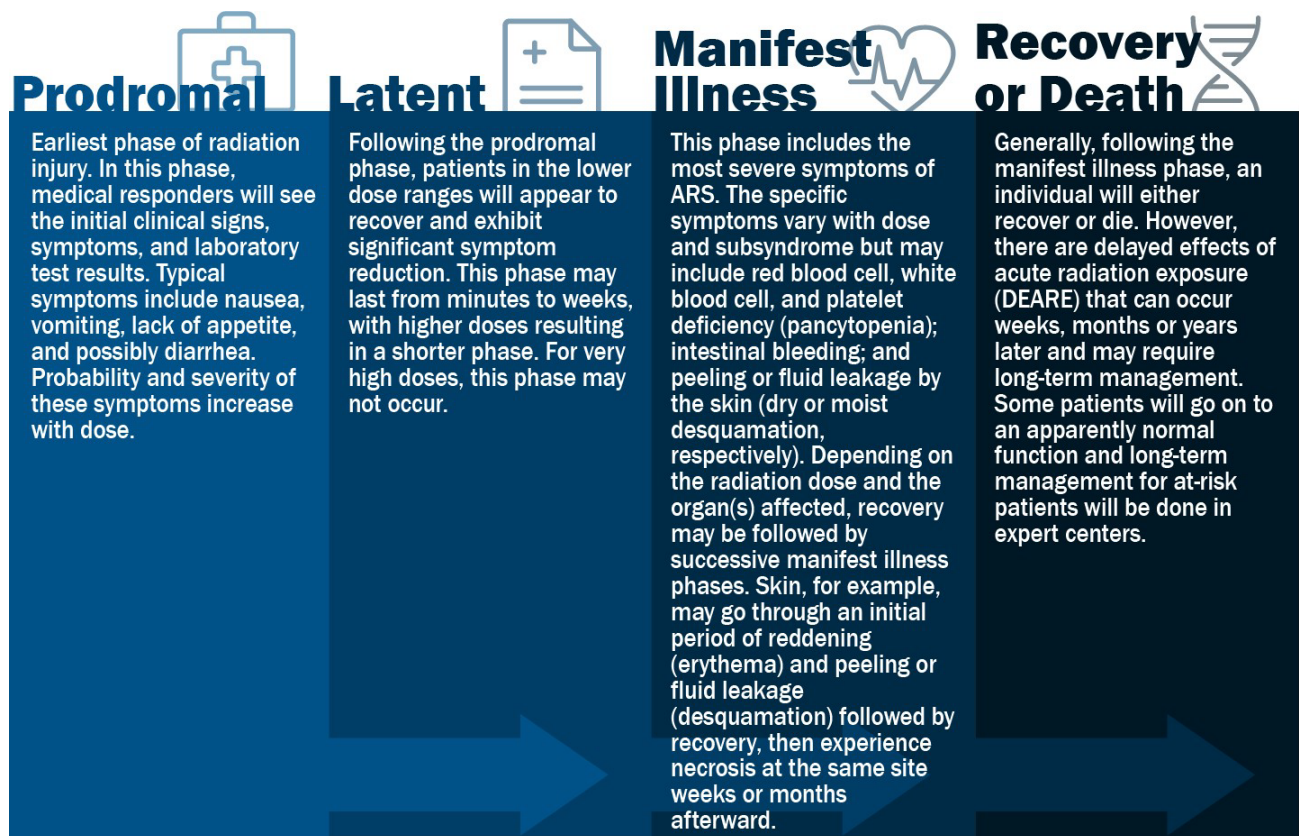 Prodromal
Earliest phase of radiation
injury. In this phase,
medical responders will see
the initial clinical signs,
symptoms, and laboratory
test results. Typical
symptoms include nausea,
vomiting, lack of appetite,
and possibly diarrhea.
Probability and severity of
these symptoms increase
with dose.
Latent
Following the prodromal
phase, patients in the lower
dose ranges will appear to
recover and exhibit
significant symptom
reduction. This phase may
last from minutes to weeks,
with higher doses resulting
in a shorter phase. For very
high doses, this phase may
not occur.
Manifest
Illness
This phase includes the
most severe symptoms of
ARS. The specific
symptoms vary with dose
and subsyndrome but may
include red blood cell, white
blood cell, and platelet
deficiency (pancytopenia);
intestinal bleeding; and
peeling or fluid leakage by
the skin (dry or moist
desquamation,
respectively). Depending on
the radiation dose and the
organ(s) affected, recovery
may be followed by
successive manifest illness
phases. Skin, for example,
may go through an initial
period of reddening
(erythema) and peeling or
fluid leakage
(desquamation) followed by
recovery, then experience
necrosis at the same site
weeks or months
afterward.
Recovery
or Death
Generally, following the
manifest illness phase, an
individual will either
recover or die. However,
there are delayed effects of
acute radiation exposure
(DEARE) that can occur
weeks, months or years
later and may require
long-term management.
Some patients will go on to
an apparently normal
function and long-term
management for at-risk
patients will be done in
expert centers.